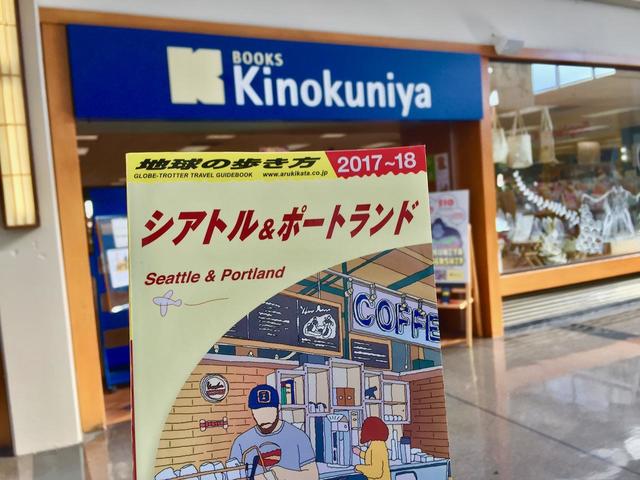 BOOKS
Kinokuniya
地球の歩き方
2017~18
GLOBE-TROTTER TRAVEL GUIDEBOOK
www.arukikata.co.jp
シアトル&ポートランド
Seattle & Portland
COFFE